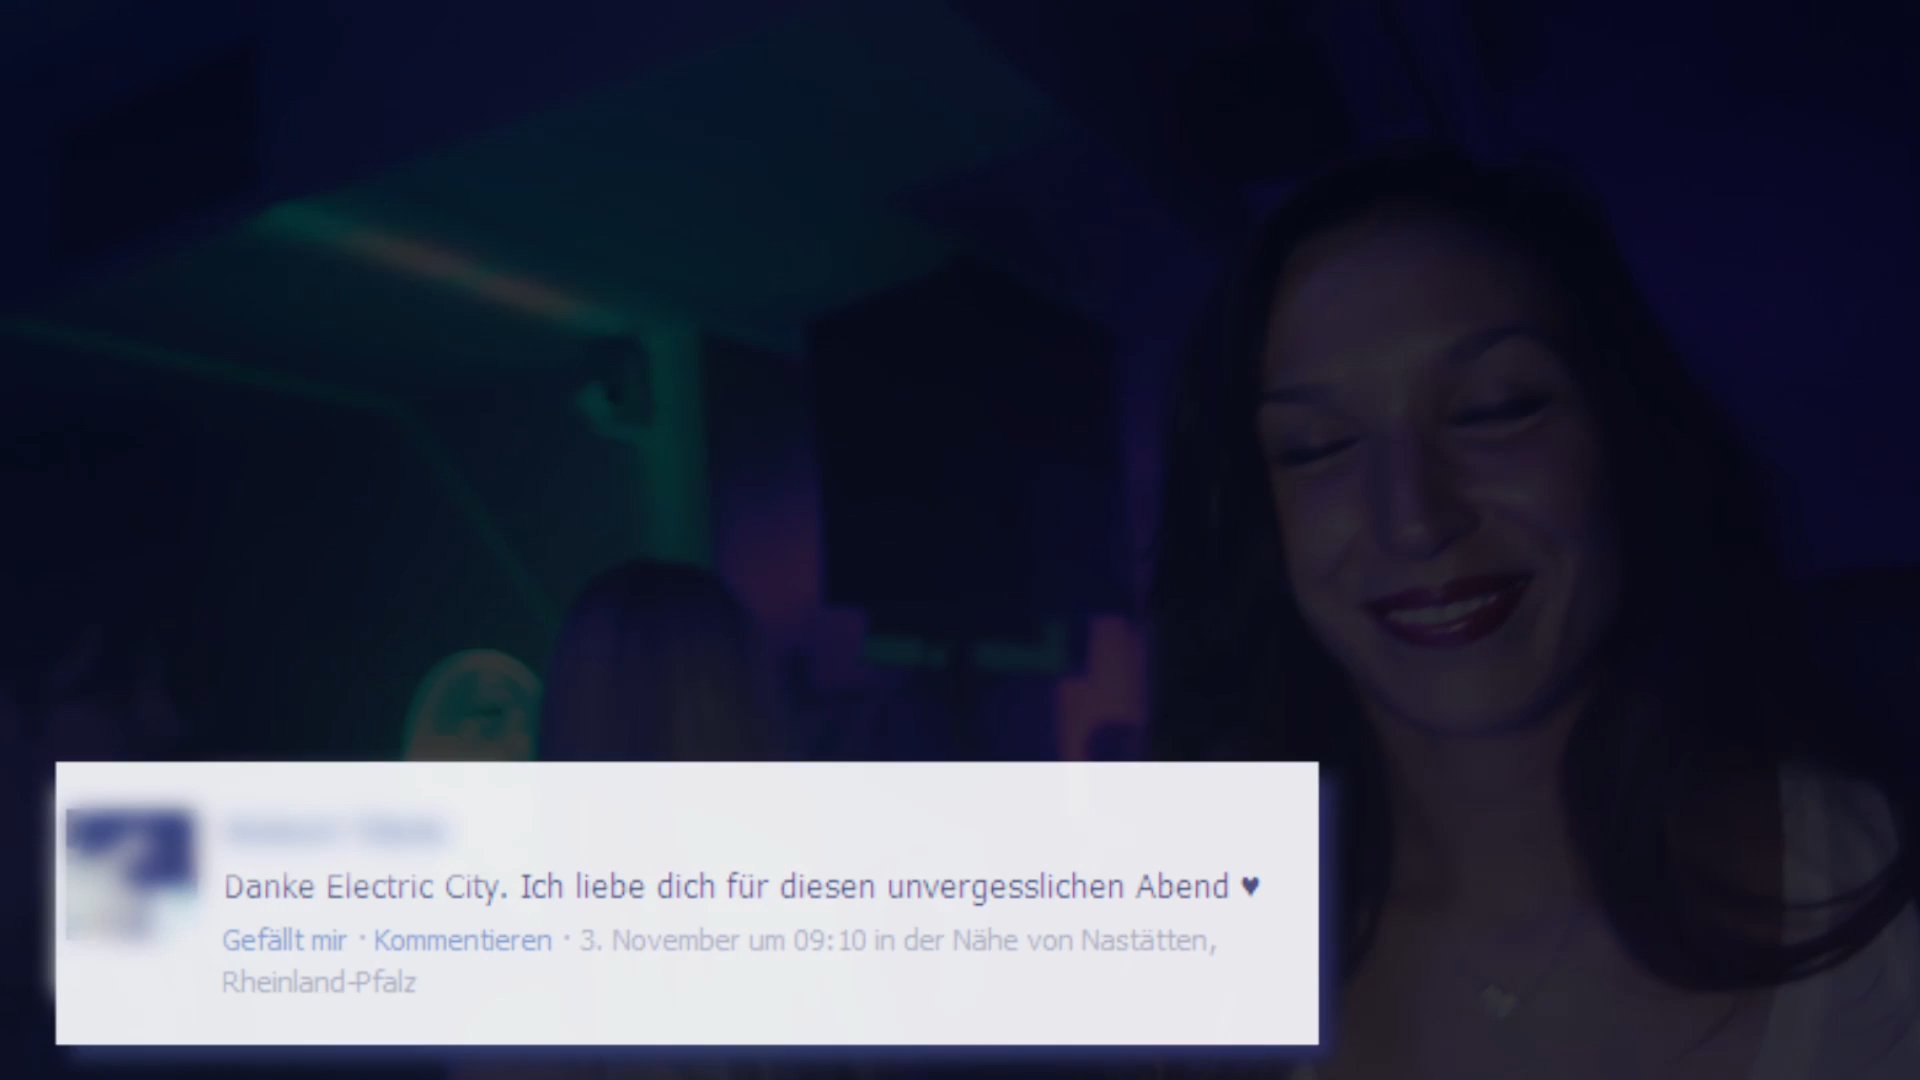 Danke Electric City. Ich liebe dich für diesen unvergesslichen Abend ♥
Gefällt mir · Kommentieren · 3. November um 09:10 in der Nähe von Nastätten,
Rheinland-Pfalz